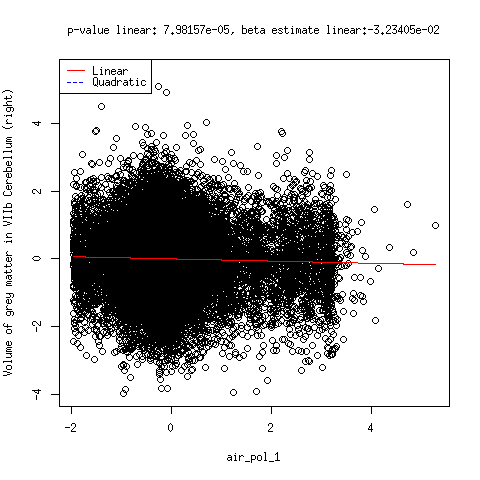 p-value linear: 7.98157e-05, beta estimate linear:-3.23405e-02
Linear
Quadratic
Volume of grey matter in VIIb Cerebellum (right)
4
2
0
-2
-4
-2 0 2 4
air_pol_1